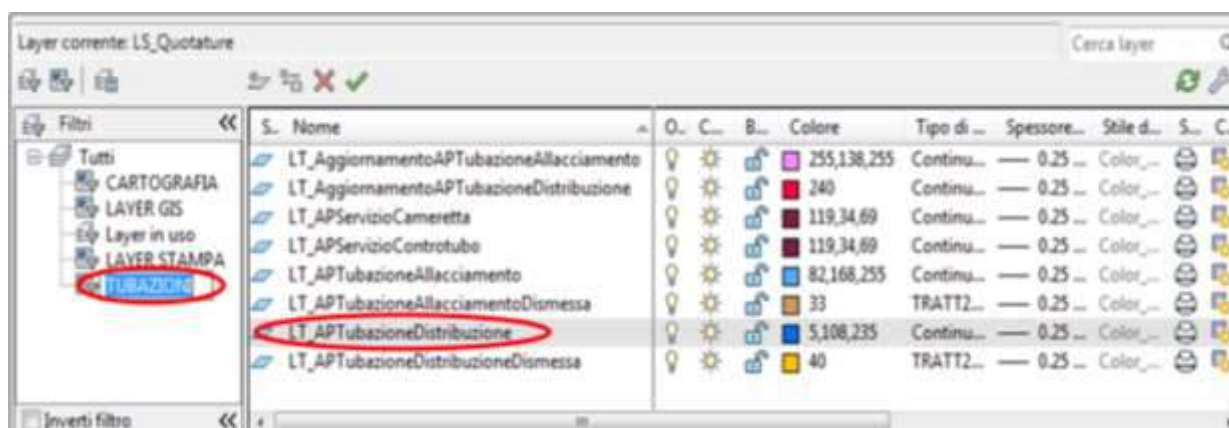 Layer corrente: LS_Quotature
Cerca layer
Filtri
Tutti
CARTOGRAFIA
LAYER GIS
Layer in uso
LAYER STAMPA
TUBAZIONI
Inverti filtro
S.. Nome O.. C... B... Colore Tipo di ... Spessore... Stile d... S... C
LT_AggiornamentoAPTubazioneAllacciamento 255,138,255 Continu... 0.25 ... Color_...
LT_AggiornamentoAPTubazioneDistribuzione 240 Continu... 0.25 ... Color_...
LT_APServizioCameretta 119,34,69 Continu... 0.25 ... Color_...
LT_APServizioControtubo 119,34,69 Continu... 0.25 ... Color_...
LT_APTubazioneAllacciamento 82,168,255 Continu... 0.25 ... Color_...
LT_APTubazioneAllacciamentoDismessa 33 TRATT2... 0.25 ... Color_...
LT_APTubazioneDistribuzione 5,108,235 Continu... 0.25 ... Color_...
LT_APTubazioneDistribuzioneDismessa 40 TRATT2... 0.25 ... Color_...